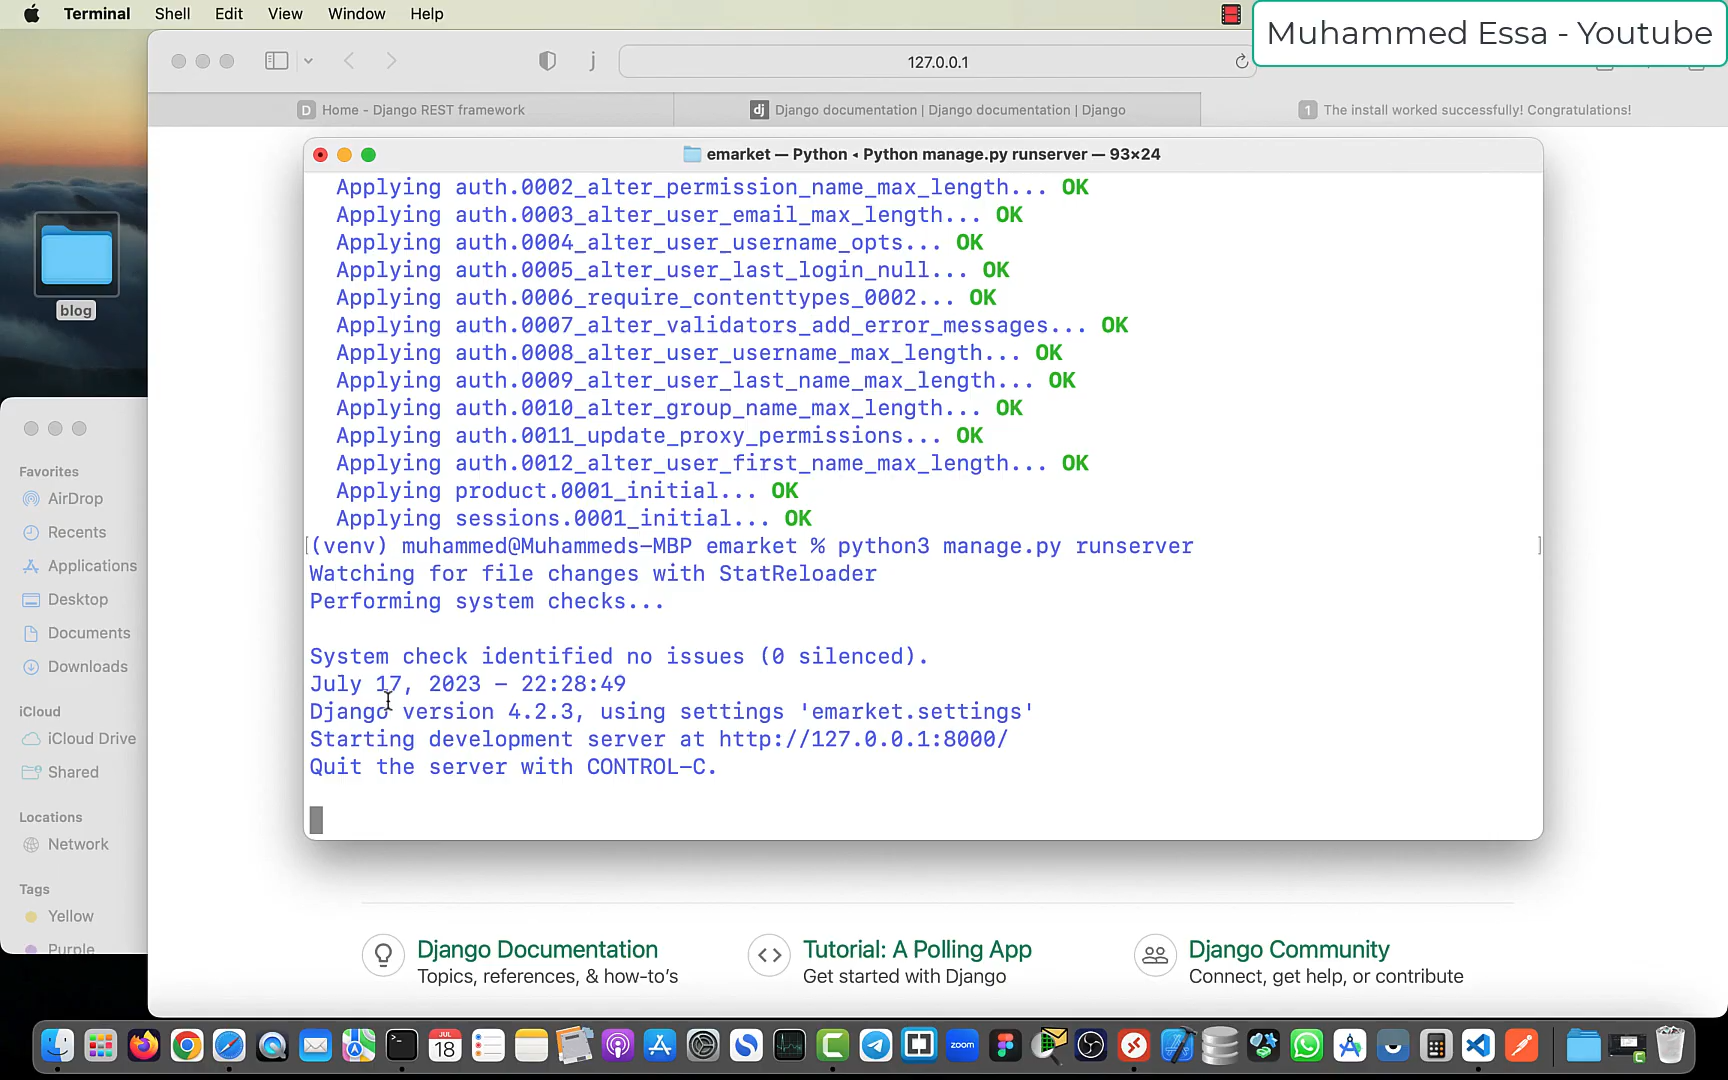 Terminal Shell Edit View Window Help
Muhammed Essa - Youtube
127.0.0.1
Home - Django REST framework
Django documentation | Django documentation | Django
The install worked successfully! Congratulations!
emarket — Python ◂ Python manage.py runserver — 93×24
Applying auth.0002_alter_permission_name_max_length... OK
Applying auth.0003_alter_user_email_max_length... OK
Applying auth.0004_alter_user_username_opts... OK
Applying auth.0005_alter_user_last_login_null... OK
Applying auth.0006_require_contenttypes_0002... OK
Applying auth.0007_alter_validators_add_error_messages... OK
Applying auth.0008_alter_user_username_max_length... OK
Applying auth.0009_alter_user_last_name_max_length... OK
Applying auth.0010_alter_group_name_max_length... OK
Applying auth.0011_update_proxy_permissions... OK
Applying auth.0012_alter_user_first_name_max_length... OK
Applying product.0001_initial... OK
Applying sessions.0001_initial... OK
[(venv) muhammed@Muhammeds-MBP emarket % python3 manage.py runserver ]
Watching for file changes with StatReloader
Performing system checks...
System check identified no issues (0 silenced).
July 17, 2023 - 22:28:49
Django version 4.2.3, using settings 'emarket.settings'
Starting development server at http://127.0.0.1:8000/
Quit the server with CONTROL-C.
blog
Favorites
AirDrop
Recents
Applications
Desktop
Documents
Downloads
iCloud
iCloud Drive
Shared
Locations
Network
Tags
Yellow
Purple
Django Documentation
Topics, references, & how-to's
Tutorial: A Polling App
Get started with Django
Django Community
Connect, get help, or contribute
JUL
18
zoom